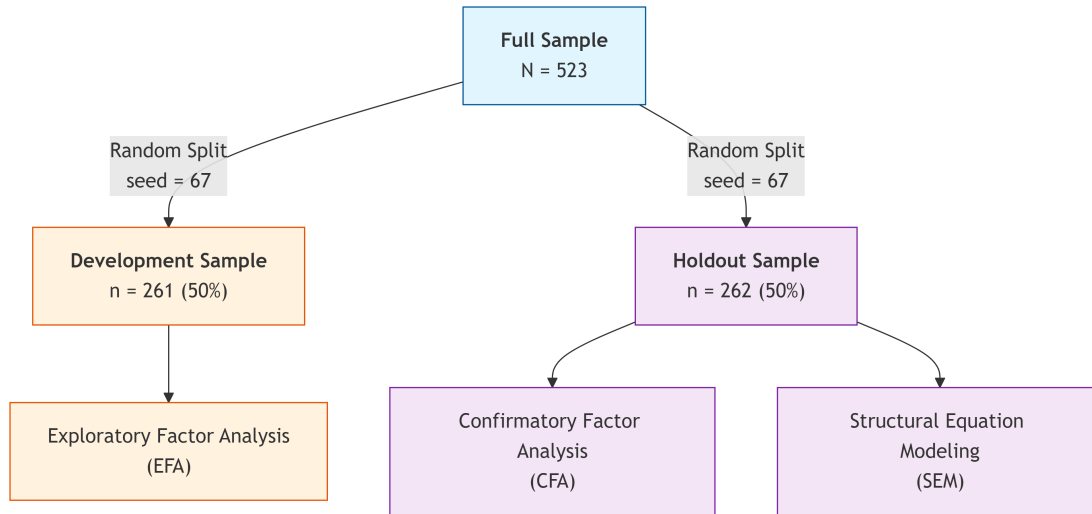 Full Sample
N = 523
Random Split
seed = 67
Random Split
seed = 67
Development Sample
n = 261 (50%)
Holdout Sample
n = 262 (50%)
Exploratory Factor Analysis
(EFA)
Confirmatory Factor
Analysis
(CFA)
Structural Equation
Modeling
(SEM)